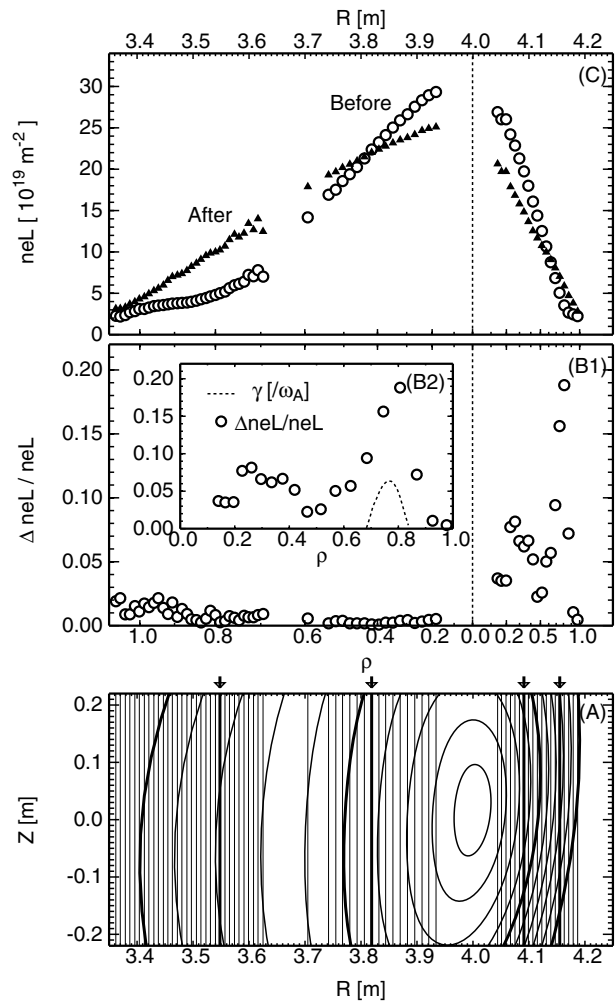 R [m]
3.4 3.5 3.6 3.7 3.8 3.9 4.0 4.1 4.2
(C)
30
25
20
15
10
5
0
neL [ 10^19 m^-2 ]
Before
After
0.20
0.15
0.10
0.05
0.00
Δ neL / neL
(B1)
(B2)
0.20
0.15
0.10
0.05
0.00
γ [/ω_A]
ΔneL/neL
0.0 0.2 0.4 0.6 0.8 1.0
ρ
1.0 0.8 0.6 0.4 0.2 0.0 0.2 0.5 1.0
ρ
(A)
0.2
0.1
0.0
-0.1
-0.2
Z [m]
3.4 3.5 3.6 3.7 3.8 3.9 4.0 4.1 4.2
R [m]